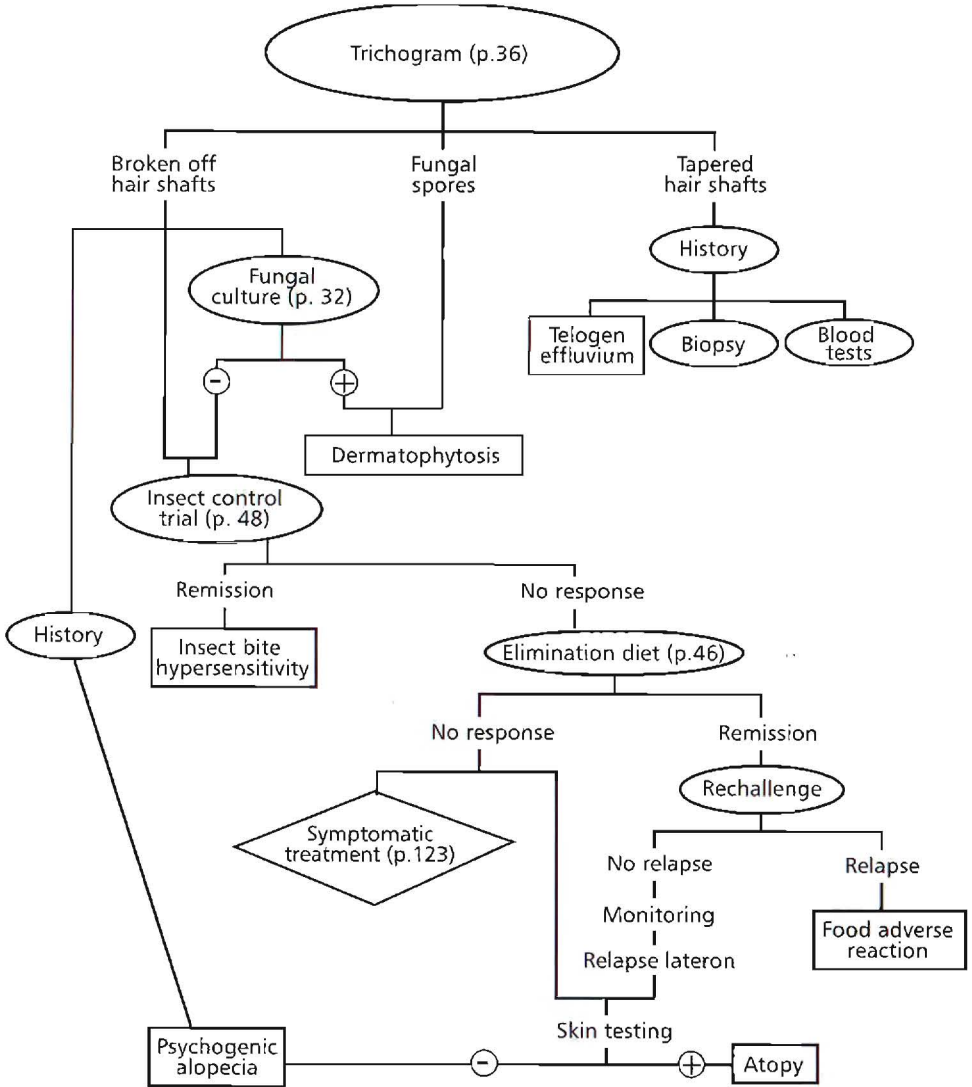 Trichogram (p.36)
Broken off
hair shafts
Fungal
spores
Tapered
hair shafts
History
Fungal
culture (p. 32)
Telogen
effluvium
Biopsy
Blood
tests
-
+
Dermatophytosis
Insect control
trial (p. 48)
Remission
No response
History
Insect bite
hypersensitivity
Elimination diet (p.46)
No response
Remission
Rechallenge
Symptomatic
treatment (p.123)
No relapse
Relapse
Monitoring
Food adverse
reaction
Relapse lateron
Skin testing
Psychogenic
alopecia
-
+
Atopy